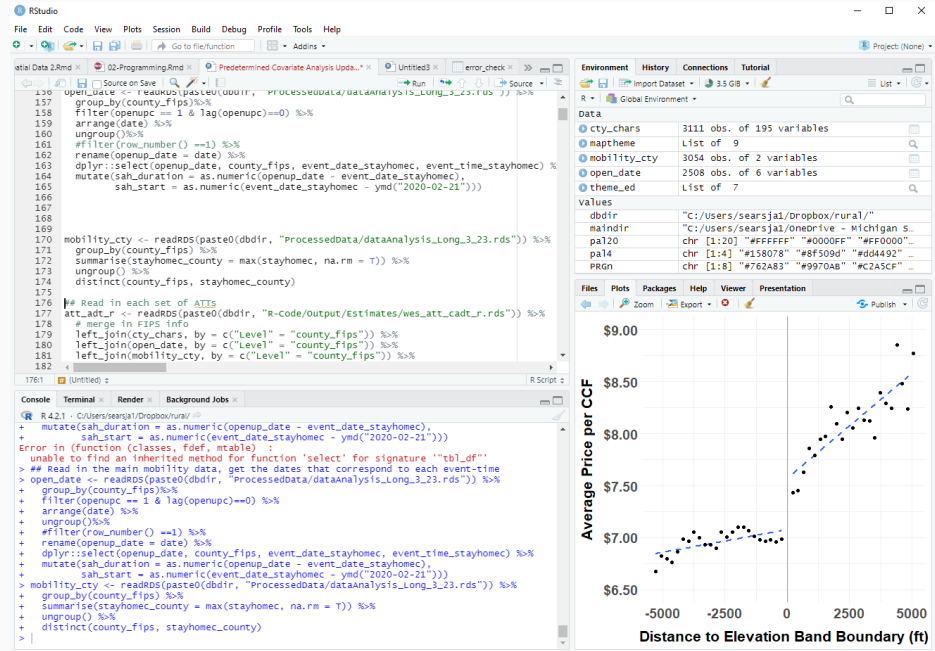 RStudio
File Edit Code View Plots Session Build Debug Profile Tools Help
Go to file/function Addins Project: (None)
atial Data 2.Rmd × 02-Programming.Rmd × Predetermined Covariate Analysis Upda...* × Untitled3 × error_check ×
Source on Save Run Source
156 open_date <- readRDS(paste0(dbdir, "ProcessedData/dataAnalysis_Long_3_23.rds")) %>%
157 group_by(county_fips)%>%
158 filter(openupc == 1 & lag(openupc)==0) %>%
159 arrange(date) %>%
160 ungroup()%>%
161 #filter(row_number() ==1) %>%
162 rename(openup_date = date) %>%
163 dplyr::select(openup_date, county_fips, event_date_stayhomec, event_time_stayhomec) %
164 mutate(sah_duration = as.numeric(openup_date - event_date_stayhomec),
165 sah_start = as.numeric(event_date_stayhomec - ymd("2020-02-21")))
166
167
168
169
170 mobility_cty <- readRDS(paste0(dbdir, "ProcessedData/dataAnalysis_Long_3_23.rds")) %>%
171 group_by(county_fips) %>%
172 summarise(stayhomec_county = max(stayhomec, na.rm = T)) %>%
173 ungroup() %>%
174 distinct(county_fips, stayhomec_county)
175
176 ## Read in each set of ATTs
177 att_adt_r <- readRDS(paste0(dbdir, "R-Code/Output/Estimates/wes_att_cadt_r.rds")) %>%
178 # merge in FIPS info
179 left_join(cty_chars, by = c("Level" = "county_fips")) %>%
180 left_join(open_date, by = c("Level" = "county_fips")) %>%
181 left_join(mobility_cty, by = c("Level" = "county_fips")) %>%
182
176:1 (Untitled) R Script
Console Terminal × Render × Background Jobs ×
R 4.2.1 · C:/Users/searsja1/Dropbox/rural/
+ mutate(sah_duration = as.numeric(openup_date - event_date_stayhomec),
+ sah_start = as.numeric(event_date_stayhomec - ymd("2020-02-21")))
Error in (function (classes, fdef, mtable) :
unable to find an inherited method for function 'select' for signature '"tbl_df"'
> ## Read in the main mobility data, get the dates that correspond to each event-time
> open_date <- readRDS(paste0(dbdir, "ProcessedData/dataAnalysis_Long_3_23.rds")) %>%
+ group_by(county_fips)%>%
+ filter(openupc == 1 & lag(openupc)==0) %>%
+ arrange(date) %>%
+ ungroup()%>%
+ #filter(row_number() ==1) %>%
+ rename(openup_date = date) %>%
+ dplyr::select(openup_date, county_fips, event_date_stayhomec, event_time_stayhomec) %>%
+ mutate(sah_duration = as.numeric(openup_date - event_date_stayhomec),
+ sah_start = as.numeric(event_date_stayhomec - ymd("2020-02-21")))
> mobility_cty <- readRDS(paste0(dbdir, "ProcessedData/dataAnalysis_Long_3_23.rds")) %>%
+ group_by(county_fips) %>%
+ summarise(stayhomec_county = max(stayhomec, na.rm = T)) %>%
+ ungroup() %>%
+ distinct(county_fips, stayhomec_county)
>
Environment History Connections Tutorial
Import Dataset 3.5 GiB List
R Global Environment
Data
cty_chars 3111 obs. of 195 variables
maptheme List of 9
mobility_cty 3054 obs. of 2 variables
open_date 2508 obs. of 6 variables
theme_ed List of 7
Values
dbdir "C:/Users/searsja1/Dropbox/rural/"
maindir "C:/Users/searsja1/OneDrive - Michigan S…
pal20 chr [1:20] "#FFFFFF" "#0000FF" "#FF0000"…
pal4 chr [1:4] "#158078" "#8f509d" "#dd4492" …
PRGn chr [1:8] "#762A83" "#9970AB" "#C2A5CF" …
Files Plots Packages Help Viewer Presentation
Zoom Export Publish
$9.00
$8.50
$8.00
$7.50
$7.00
$6.50
Average Price per CCF
-5000 -2500 0 2500 5000
Distance to Elevation Band Boundary (ft)